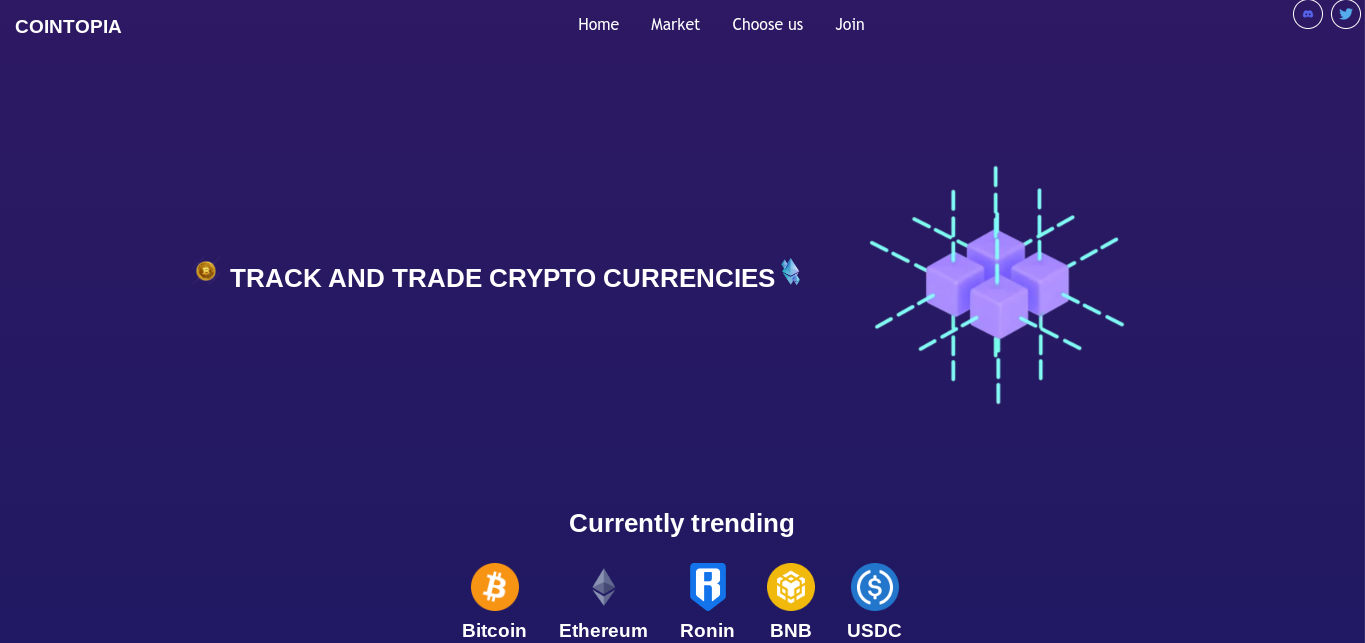 COINTOPIA
Home Market Choose us Join
TRACK AND TRADE CRYPTO CURRENCIES
Currently trending
Bitcoin Ethereum Ronin BNB USDC